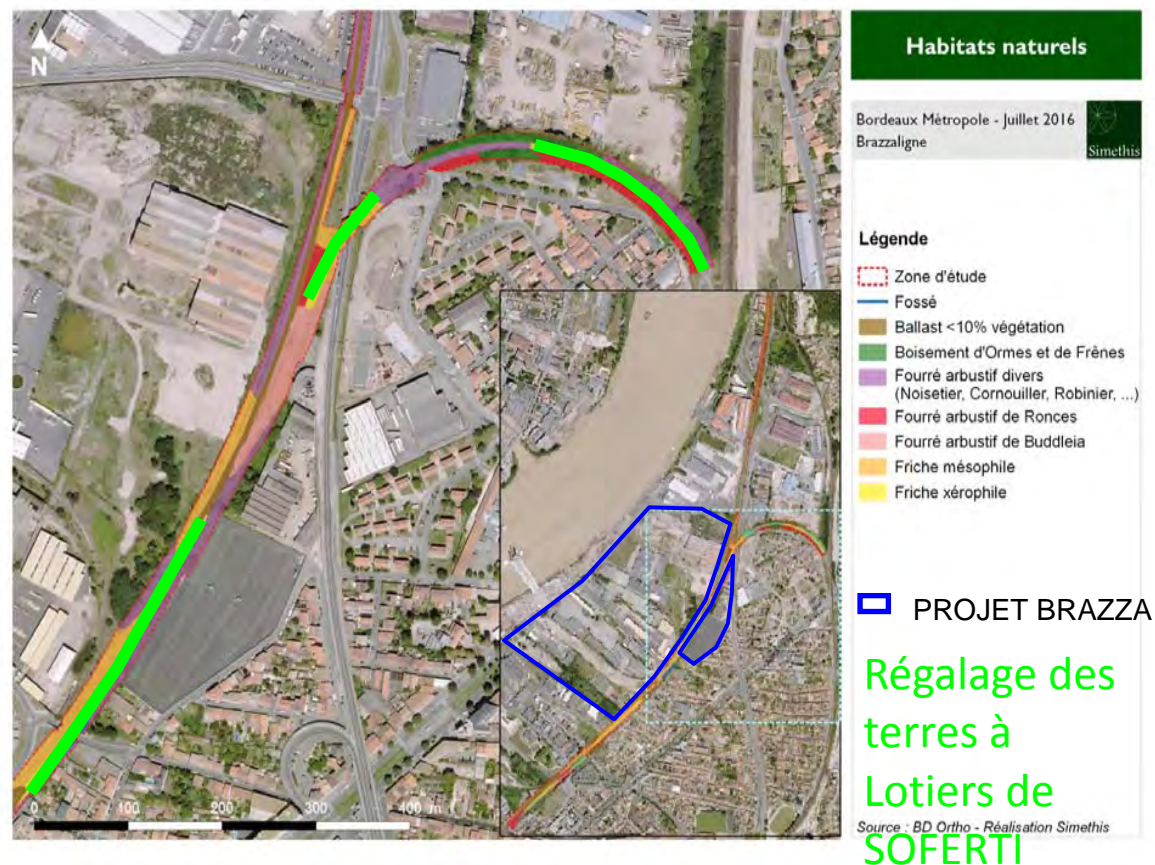 N
0 100 200 300 400 m
Habitats naturels
Bordeaux Métropole - Juillet 2016
Brazzaligne
Simethis
Légende
Zone d'étude
Fossé
Ballast <10% végétation
Boisement d'Ormes et de Frênes
Fourré arbustif divers
(Noisetier, Cornouiller, Robinier, ...)
Fourré arbustif de Ronces
Fourré arbustif de Buddleia
Friche mésophile
Friche xérophile
PROJET BRAZZA
Régalage des
terres à
Lotiers de
Source : BD Ortho - Réalisation Simethis
SOFERTI